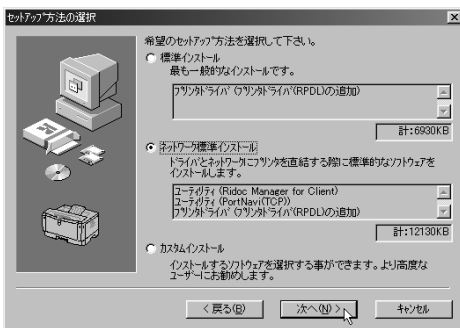 セットアップ方法の選択
希望のセットアップ方法を選択して下さい。
標準インストール
最も一般的なインストールです。
プリンタドライバ (プリンタドライバ(RPDL)の追加)
計:6930KB
ネットワーク標準インストール
ドライバとネットワークにプリンタを直結する際に標準的なソフトウェアを
インストールします。
ユーティリティ (Ridoc Manager for Client)
ユーティリティ (PortNavi(TCP))
プリンタドライバ (プリンタドライバ(RPDL)の追加)
計:12130KB
カスタムインストール
インストールするソフトウェアを選択する事ができます。より高度な
ユーザーにお勧めします。
< 戻る(B)
次へ(N) >
キャンセル